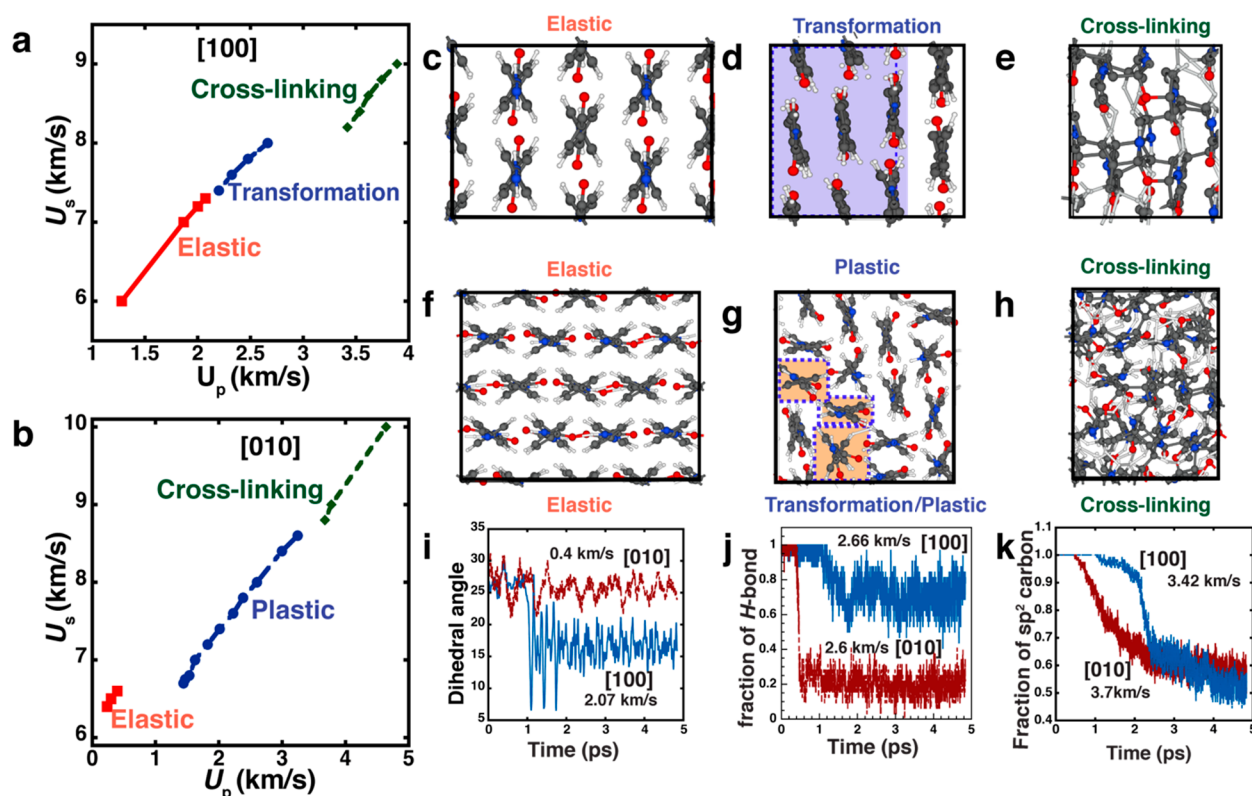 a
[100]
Cross-linking
Transformation
Elastic
U_s (km/s)
9
8
7
6
1 1.5 2 2.5 3 3.5 4
U_p (km/s)
b
[010]
Cross-linking
Plastic
Elastic
U_s (km/s)
10
9
8
7
6
0 1 2 3 4 5
U_p (km/s)
Elastic
c
Transformation
d
Cross-linking
e
Elastic
f
Plastic
g
Cross-linking
h
Elastic
i
0.4 km/s [010]
[100]
2.07 km/s
Dihedral angle
35
30
25
20
15
10
5
0 1 2 3 4 5
Time (ps)
Transformation/Plastic
j
2.66 km/s [100]
2.6 km/s [010]
fraction of H-bond
1
0.8
0.6
0.4
0.2
0 1 2 3 4 5
Time (ps)
Cross-linking
k
[100]
3.42 km/s
[010]
3.7km/s
Fraction of sp² carbon
1.1
1.0
0.9
0.8
0.7
0.6
0.5
0.4
0 1 2 3 4 5
Time (ps)